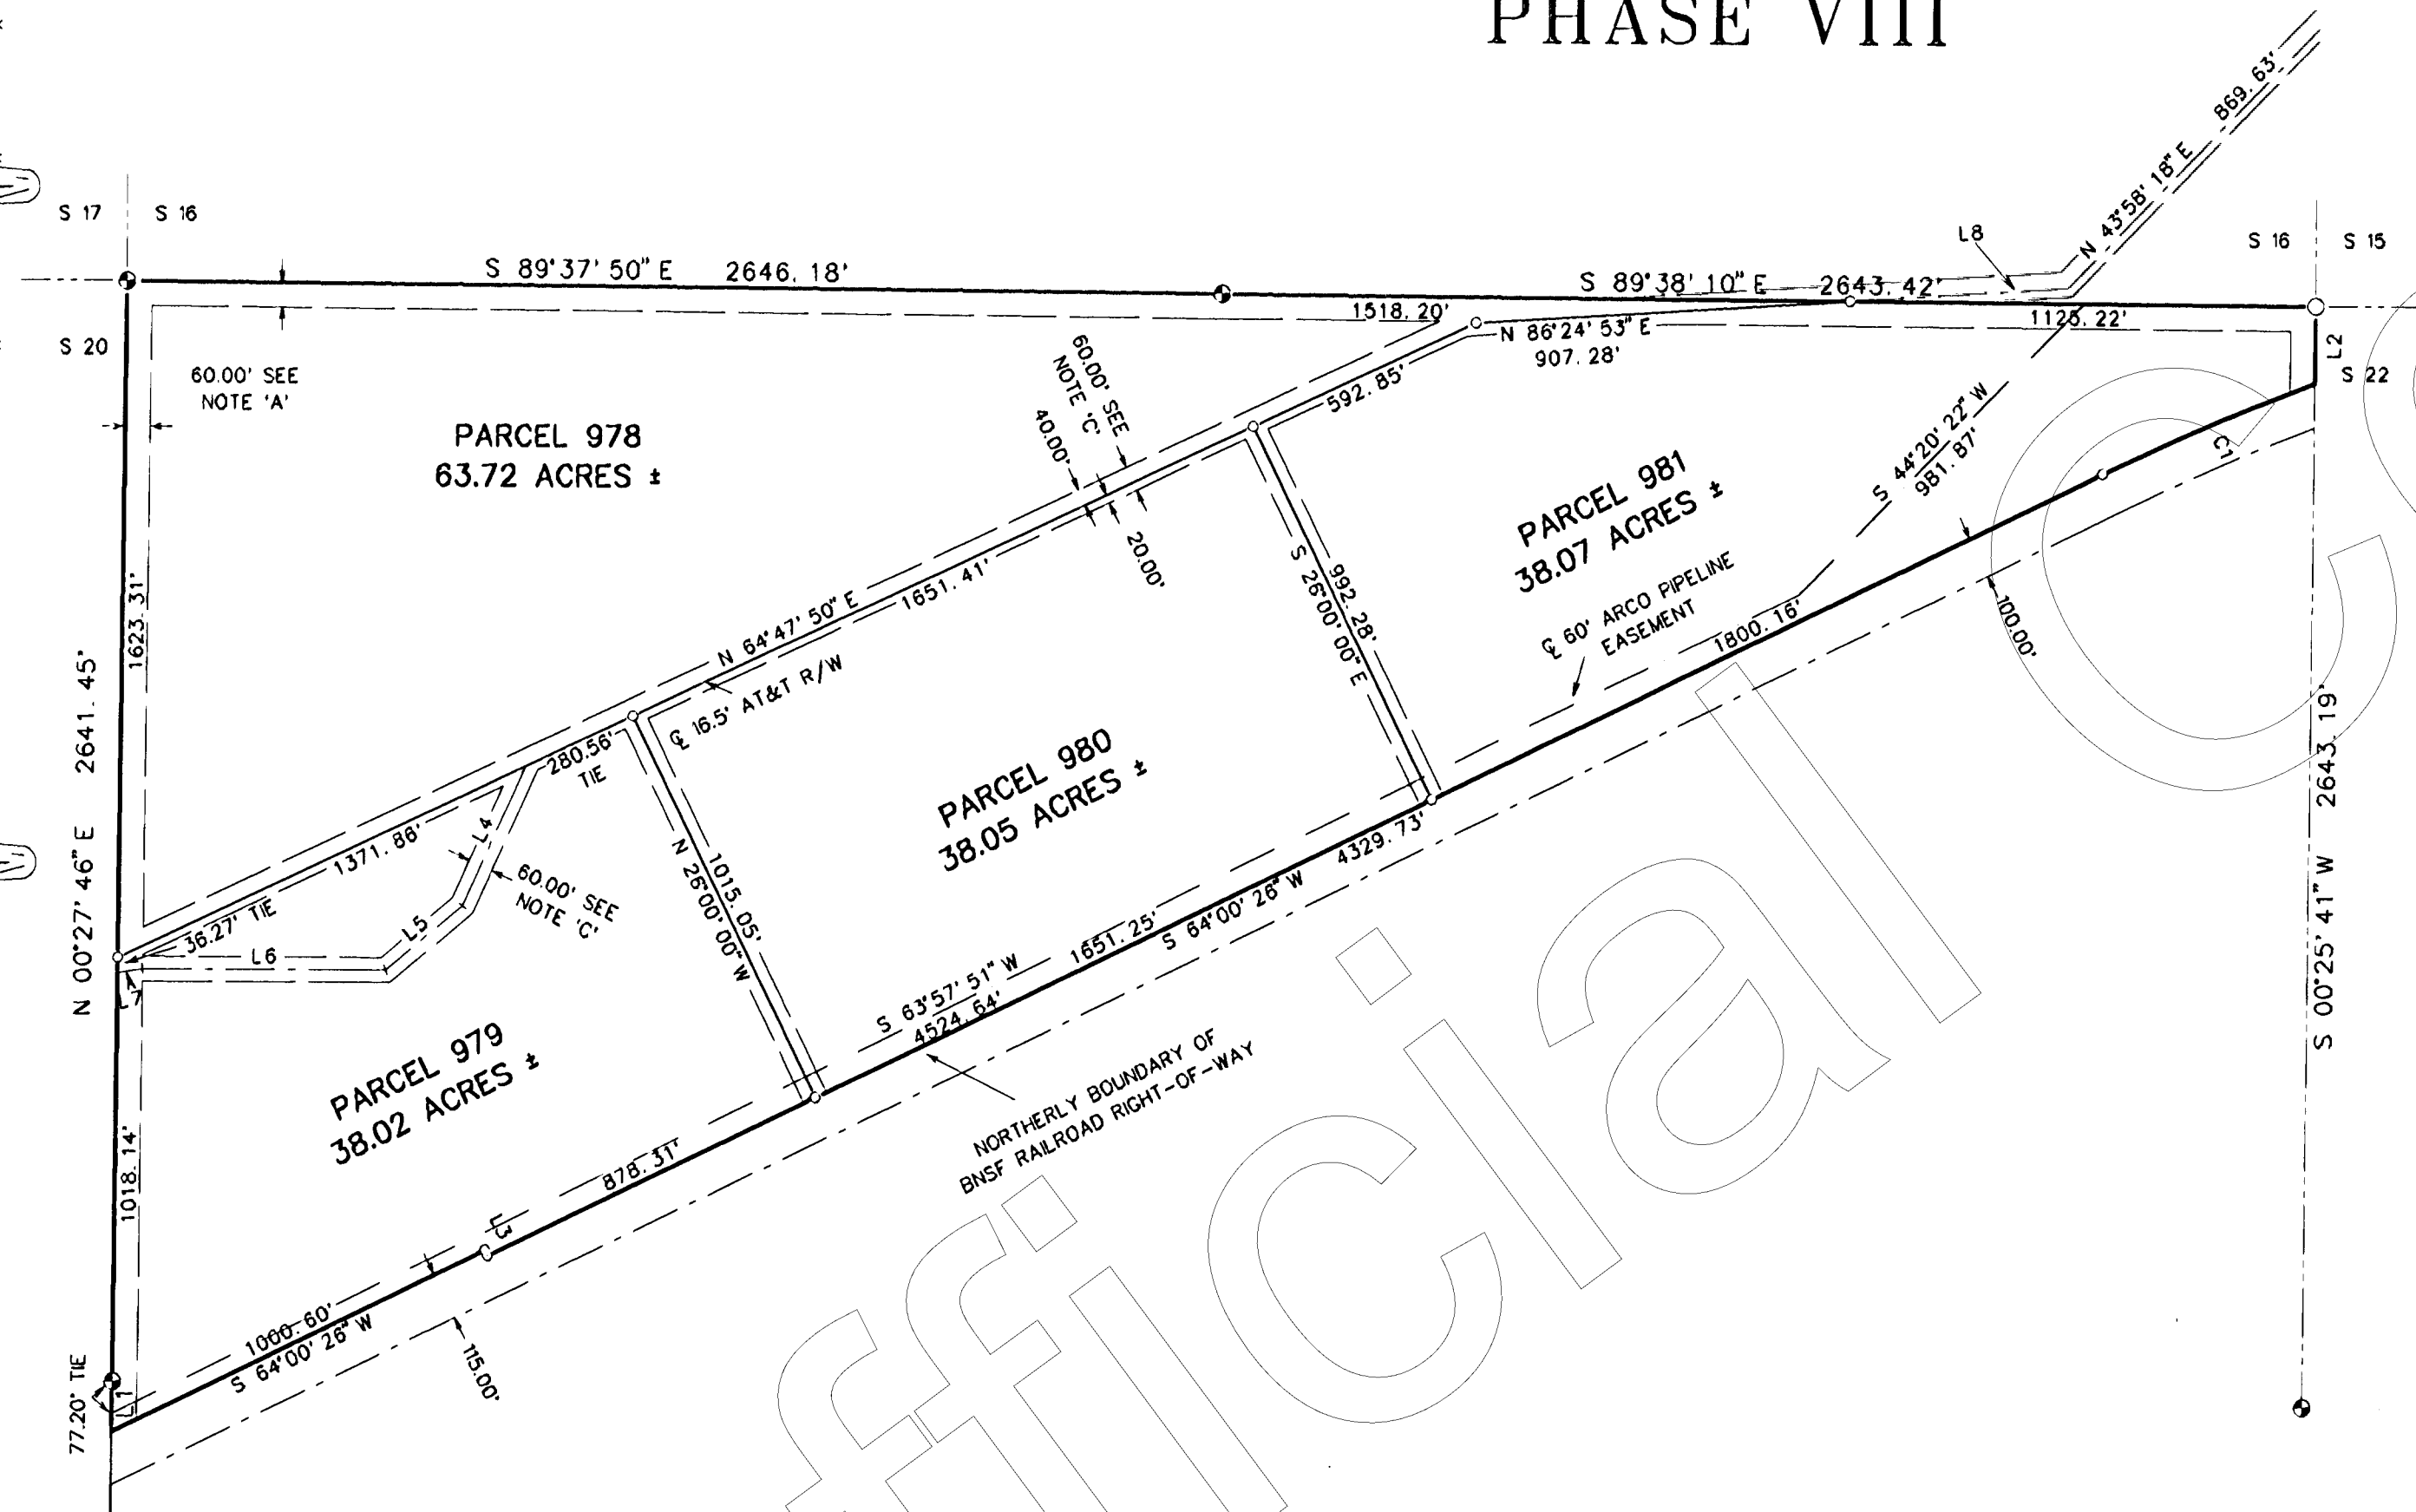 PHASE VIII
869.63'
N 43°58'18" E
L8
S 17
S 16
S 16
S 15
S 89°37'50" E
2646.18'
S 89°38'10" E
2643.42'
1518.20'
1125.22'
N 86°24'53" E
907.28'
L2
S 20
S 22
60.00' SEE
NOTE 'A'
60.00' SEE
NOTE 'C'
40.00'
592.85'
S 44°20'22" W
981.87'
C1
PARCEL 978
63.72 ACRES ±
PARCEL 981
38.07 ACRES ±
20.00'
1623.31'
N 00°27'46" E 2641.45'
N 64°47'50" E
1651.41'
992.28'
S 26°00'00" E
℄ 60' ARCO PIPELINE
EASEMENT
1800.16'
100.00'
℄ 16.5' AT&T R/W
280.56'
TIE
PARCEL 980
38.05 ACRES ±
1371.86'
L4
4329.73'
S 00°25'41" W 2643.19'
60.00' SEE
NOTE 'C'
1015.05'
N 26°00'00" W
36.27' TIE
L5
L6
L7
1651.25'
S 64°00'26" W
S 63°57'51" W
4524.64'
PARCEL 979
38.02 ACRES ±
NORTHERLY BOUNDARY OF
BNSF RAILROAD RIGHT-OF-WAY
1018.14'
878.31'
L3
1000.60'
S 64°00'26" W
115.00'
77.20' TIE
L1
fficial C